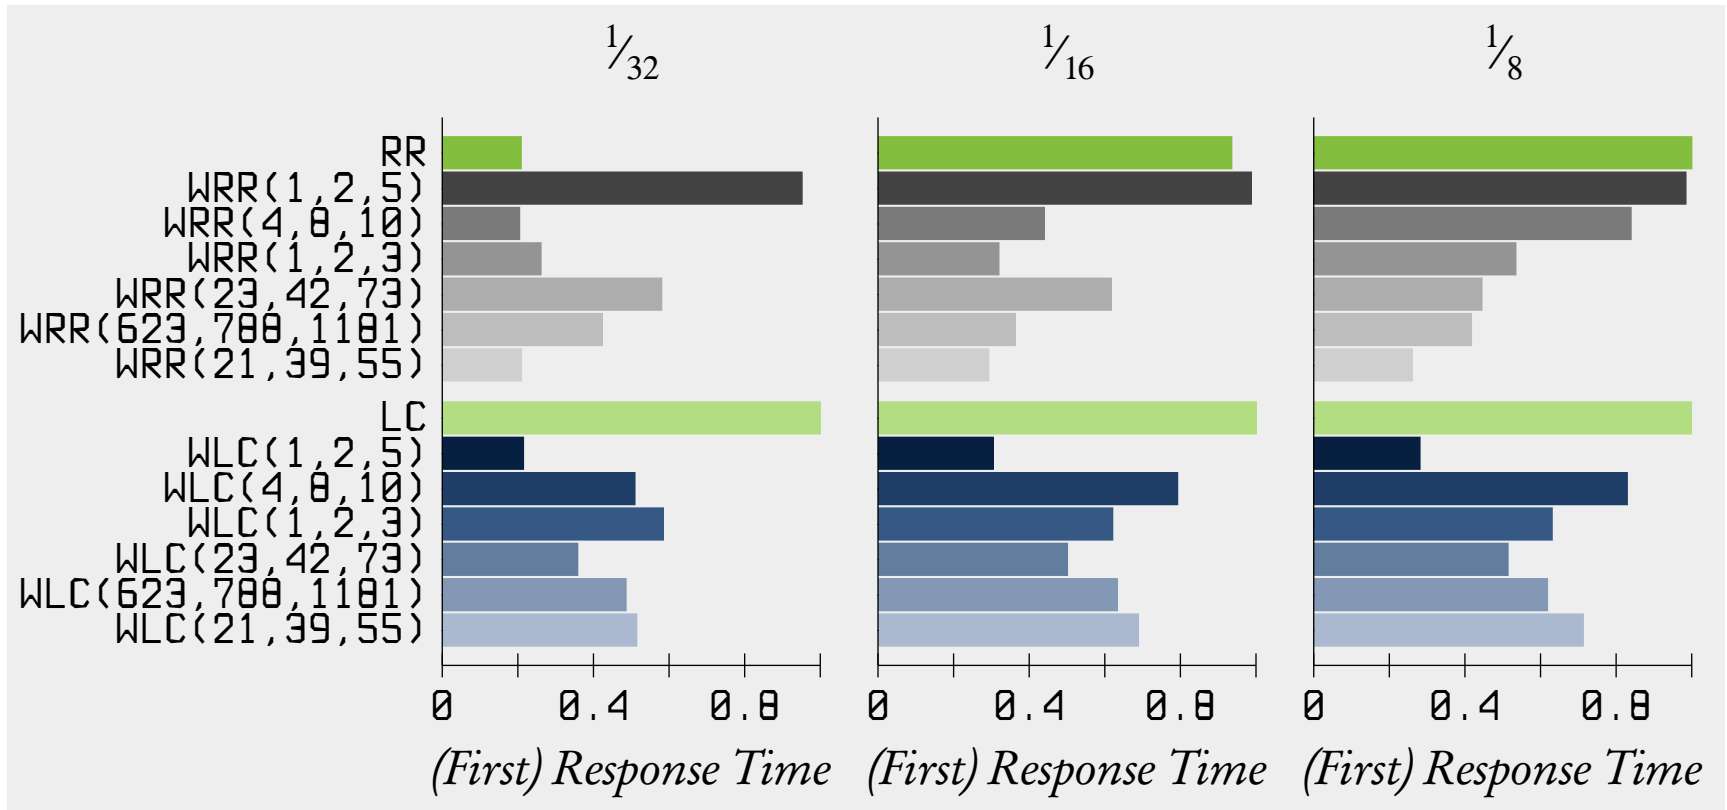 1/32 1/16 1/8
RR
WRR(1,2,5)
WRR(4,8,10)
WRR(1,2,3)
WRR(23,42,73)
WRR(623,788,1181)
WRR(21,39,55)
LC
WLC(1,2,5)
WLC(4,8,10)
WLC(1,2,3)
WLC(23,42,73)
WLC(623,788,1181)
WLC(21,39,55)
0 0.4 0.8 0 0.4 0.8 0 0.4 0.8
(First) Response Time (First) Response Time (First) Response Time